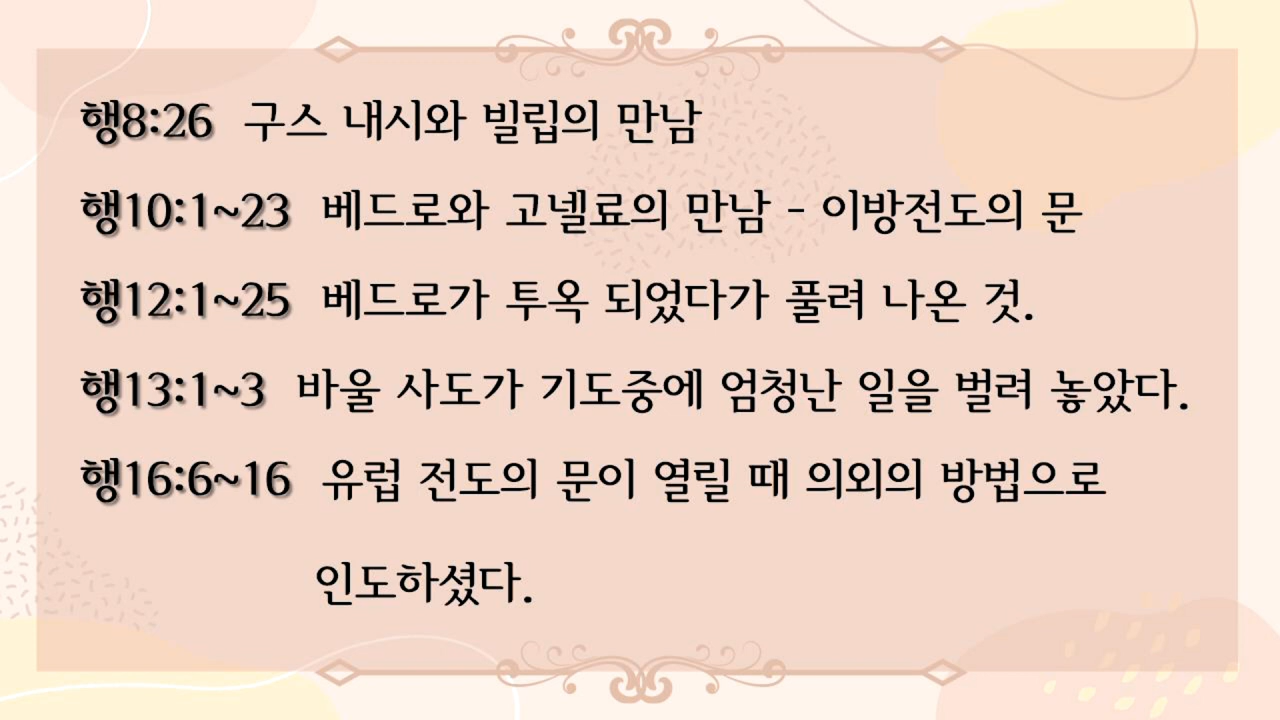 행8:26 구스 내시와 빌립의 만남
행10:1~23 베드로와 고넬료의 만남 - 이방전도의 문
행12:1~25 베드로가 투옥 되었다가 풀려 나온 것.
행13:1~3 바울 사도가 기도중에 엄청난 일을 벌려 놓았다.
행16:6~16 유럽 전도의 문이 열릴 때 의외의 방법으로
인도하셨다.